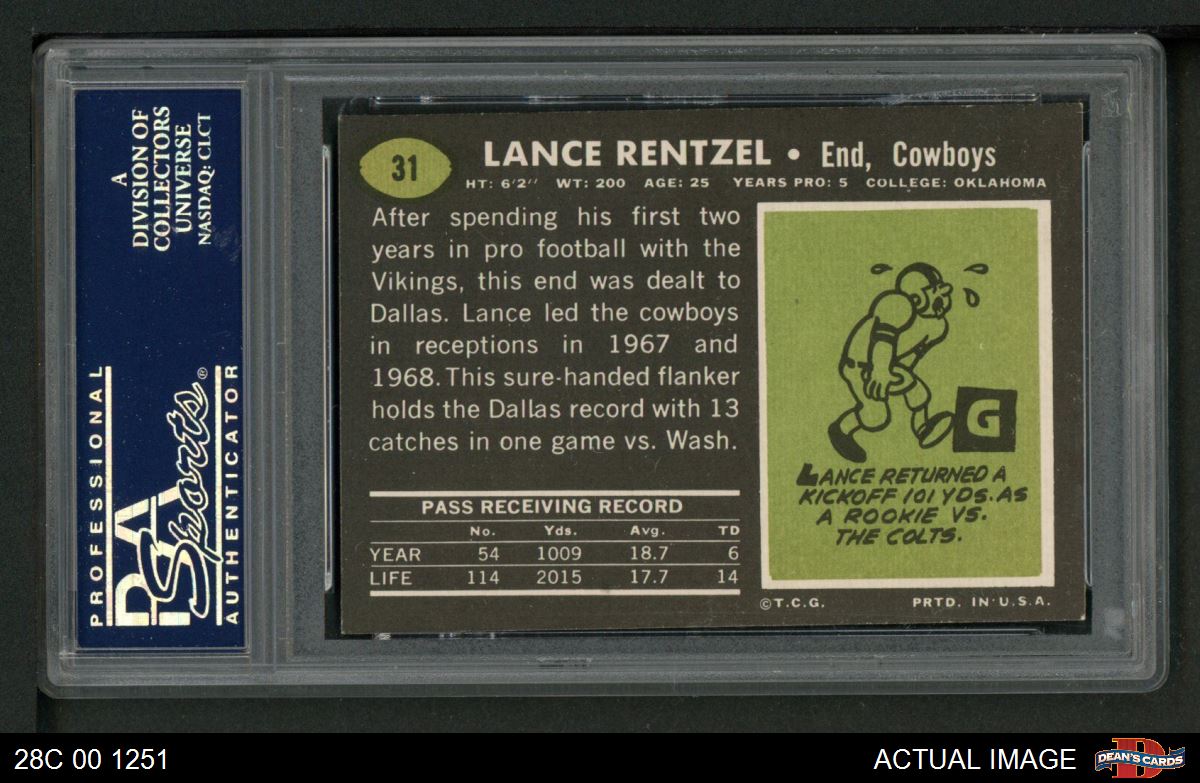 A
DIVISION OF
COLLECTORS
UNIVERSE
NASDAQ: CLCT
PROFESSIONAL
PSA
Sports®
AUTHENTICATOR
31
LANCE RENTZEL • End, Cowboys
HT: 6'2'' WT: 200 AGE: 25 YEARS PRO: 5 COLLEGE: OKLAHOMA
After spending his first two
years in pro football with the
Vikings, this end was dealt to
Dallas. Lance led the cowboys
in receptions in 1967 and
1968. This sure-handed flanker
holds the Dallas record with 13
catches in one game vs. Wash.
PASS RECEIVING RECORD
No. Yds. Avg. TD
YEAR 54 1009 18.7 6
LIFE 114 2015 17.7 14
G
LANCE RETURNED A
KICKOFF 101 YDS. AS
A ROOKIE VS.
THE COLTS.
©T.C.G. PRTD. IN U.S.A.
28C 00 1251
ACTUAL IMAGE
D
DEAN'S CARDS